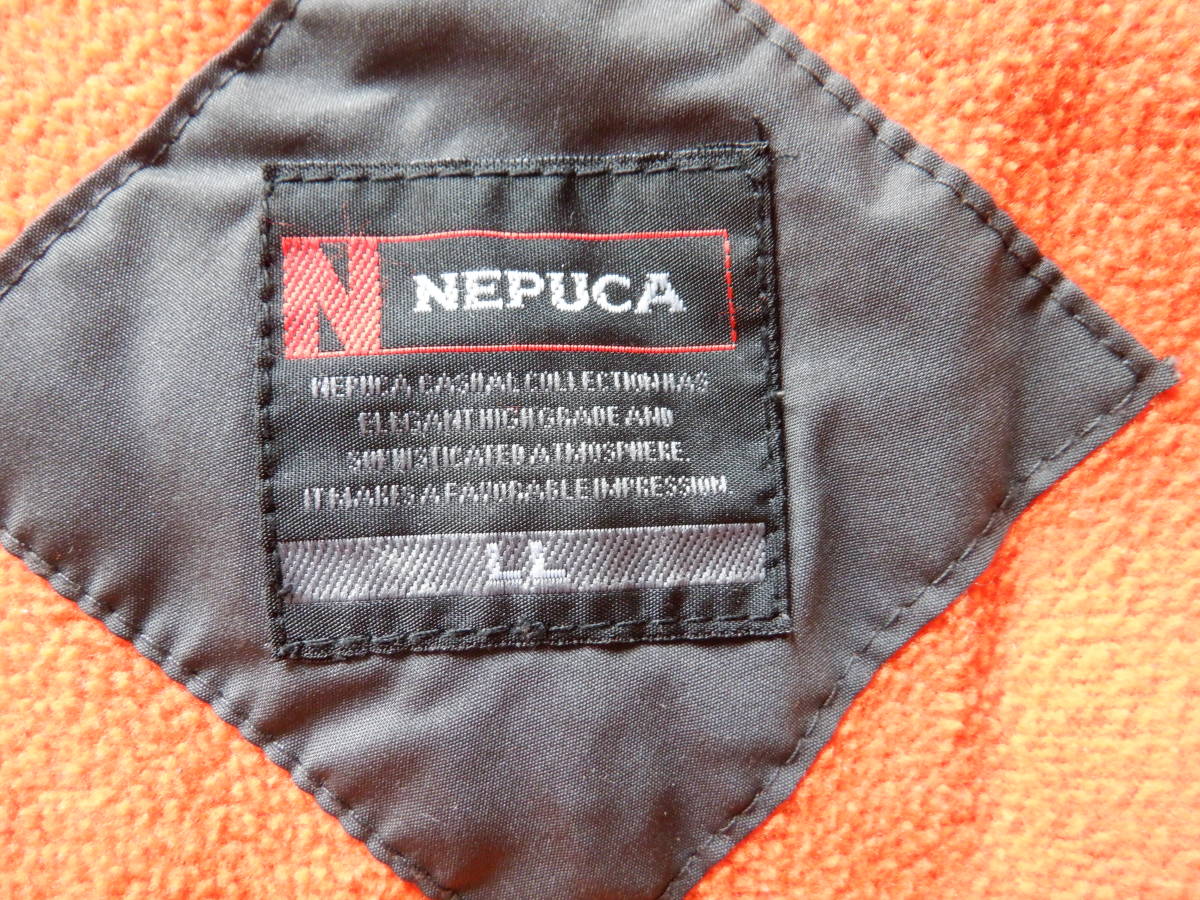 N NEPUCA
NEPUCA CASUAL COLLECTION HAS
ELEGANT HIGH GRADE AND
SOPHISTICATED ATMOSPHERE.
IT MAKES A FAVORABLE IMPRESSION.
LL